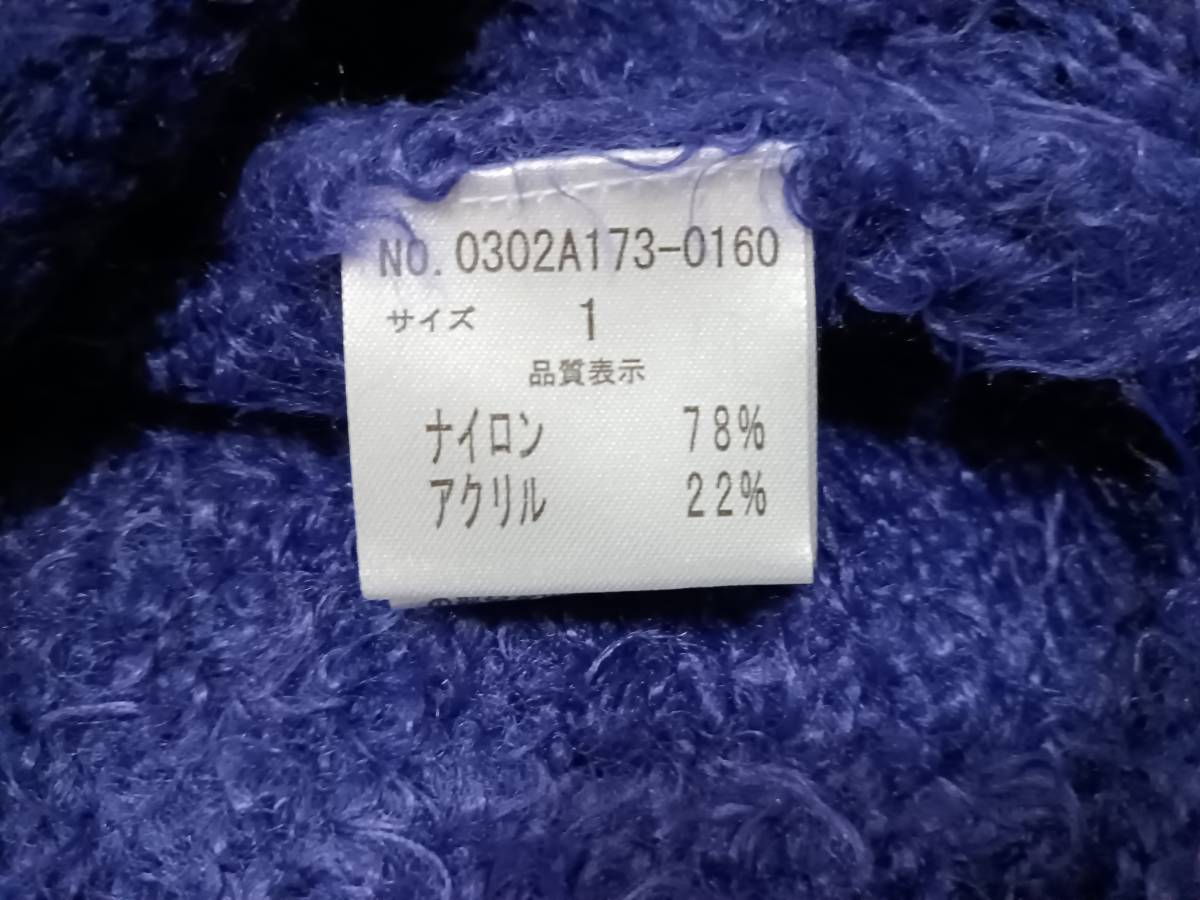 NO. 0302A173-0160
サイズ 1
品質表示
ナイロン 78%
アクリル 22%